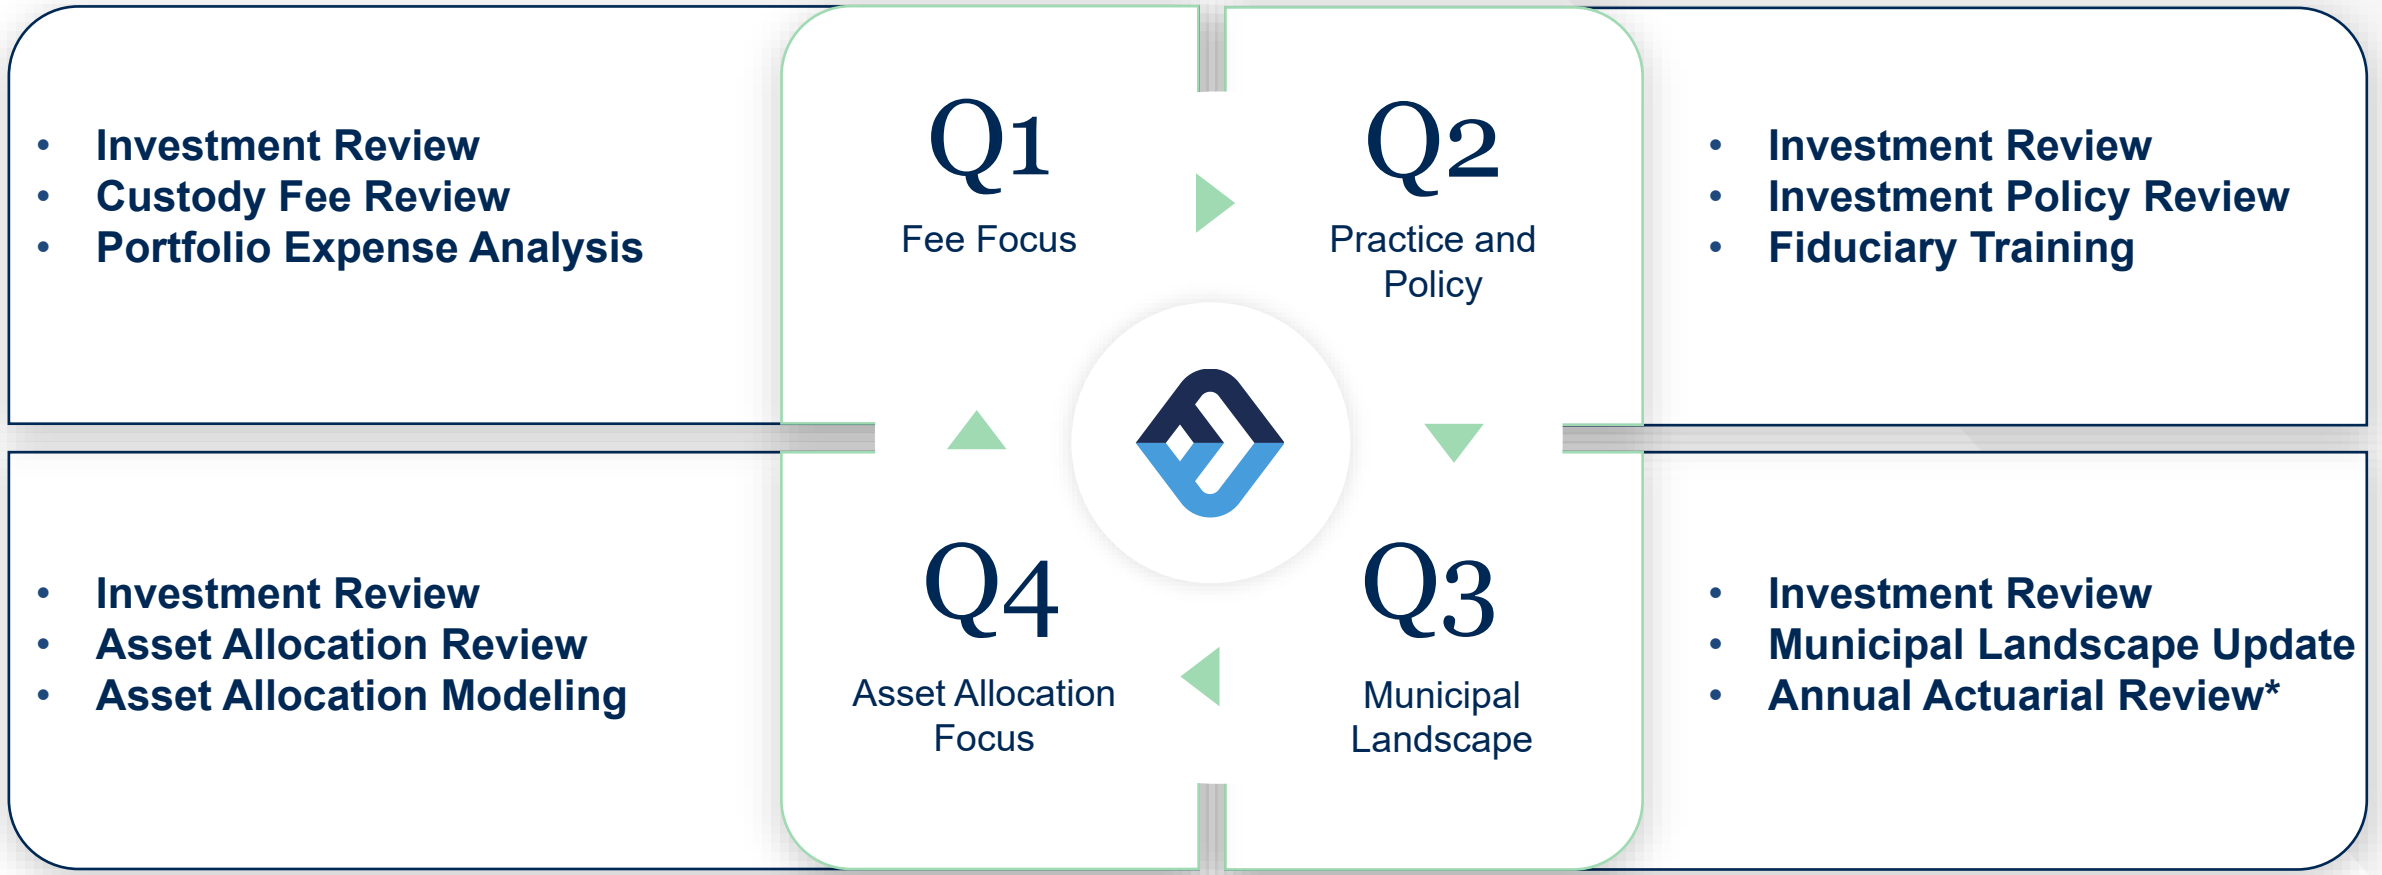 • Investment Review
• Custody Fee Review
• Portfolio Expense Analysis
Q1
Fee Focus
Q2
Practice and
Policy
• Investment Review
• Investment Policy Review
• Fiduciary Training
• Investment Review
• Asset Allocation Review
• Asset Allocation Modeling
Q4
Asset Allocation
Focus
Q3
Municipal
Landscape
• Investment Review
• Municipal Landscape Update
• Annual Actuarial Review*